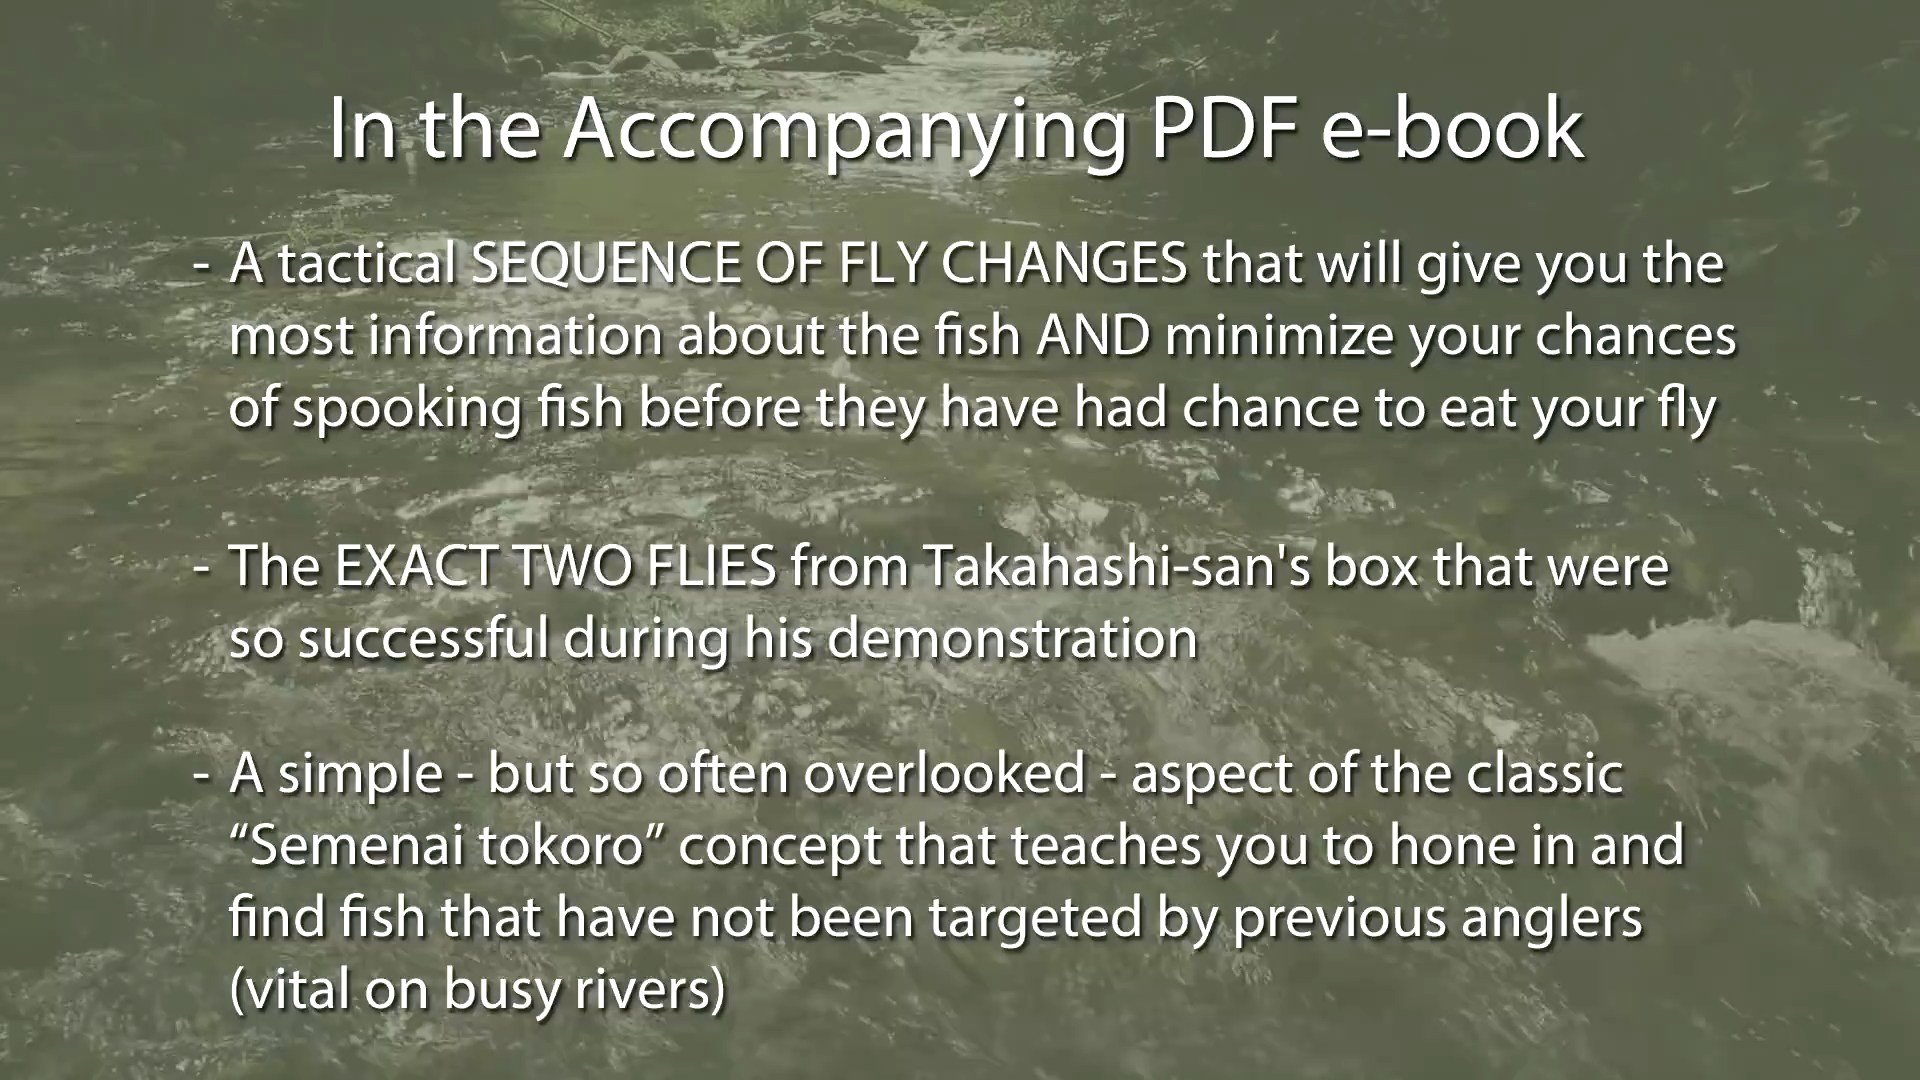 In the Accompanying PDF e-book
- A tactical SEQUENCE OF FLY CHANGES that will give you the
most information about the fish AND minimize your chances
of spooking fish before they have had chance to eat your fly
- The EXACT TWO FLIES from Takahashi-san's box that were
so successful during his demonstration
- A simple - but so often overlooked - aspect of the classic
“Semenai tokoro” concept that teaches you to hone in and
find fish that have not been targeted by previous anglers
(vital on busy rivers)